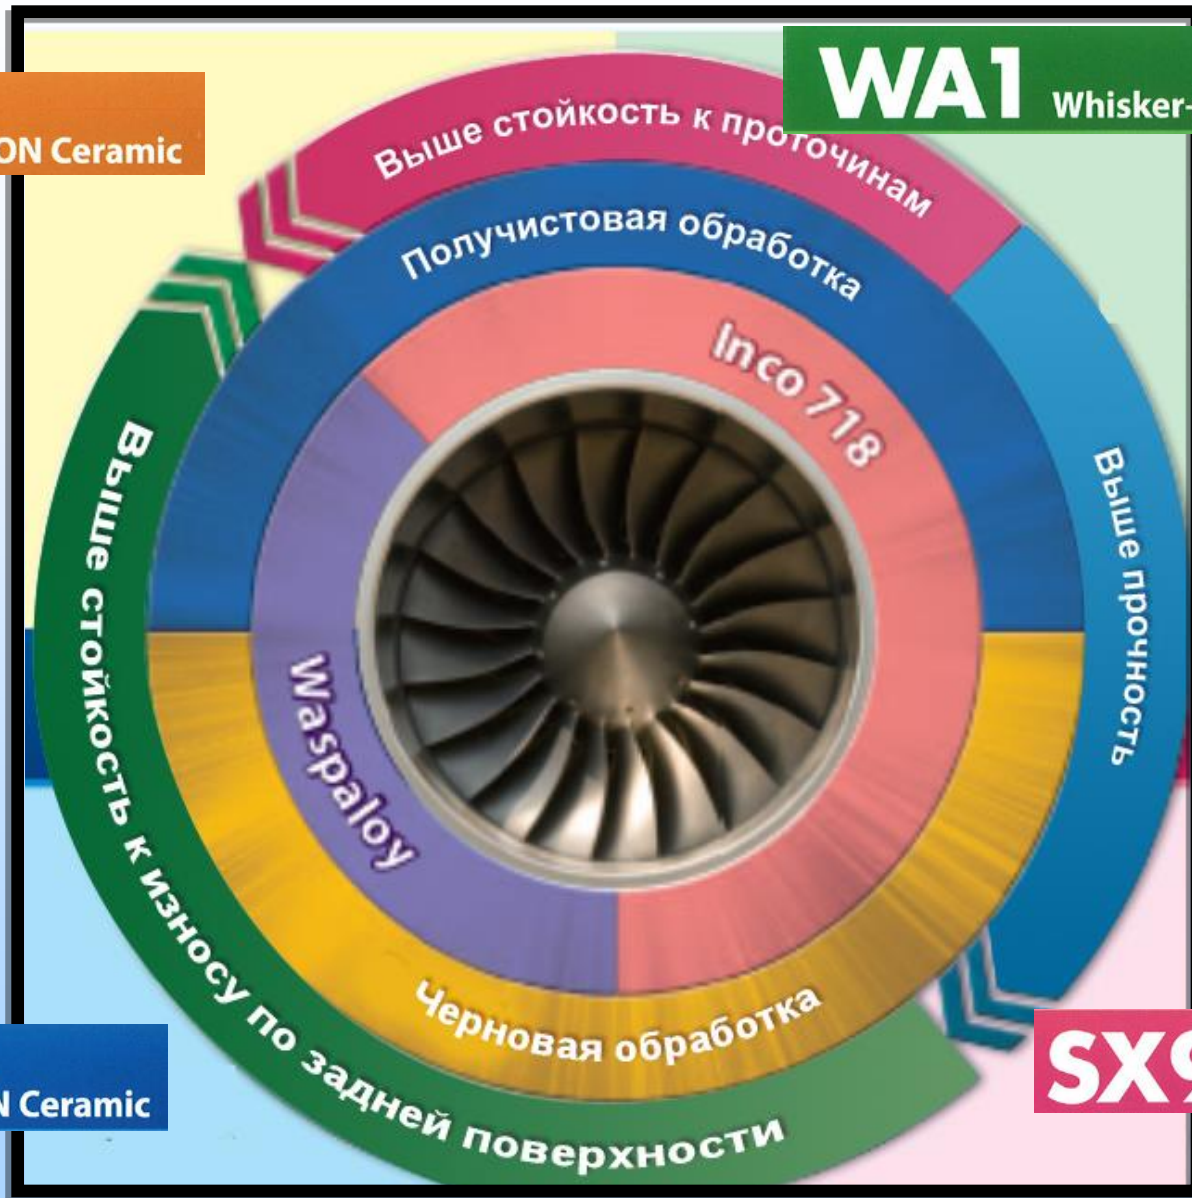 WA1 Whisker-
ON Ceramic
Выше стойкость к проточинам
Получистовая обработка
Inco 718
Выше прочность
Выше стойкость к износу по задней поверхности
Waspaloy
Черновая обработка
N Ceramic
SX9